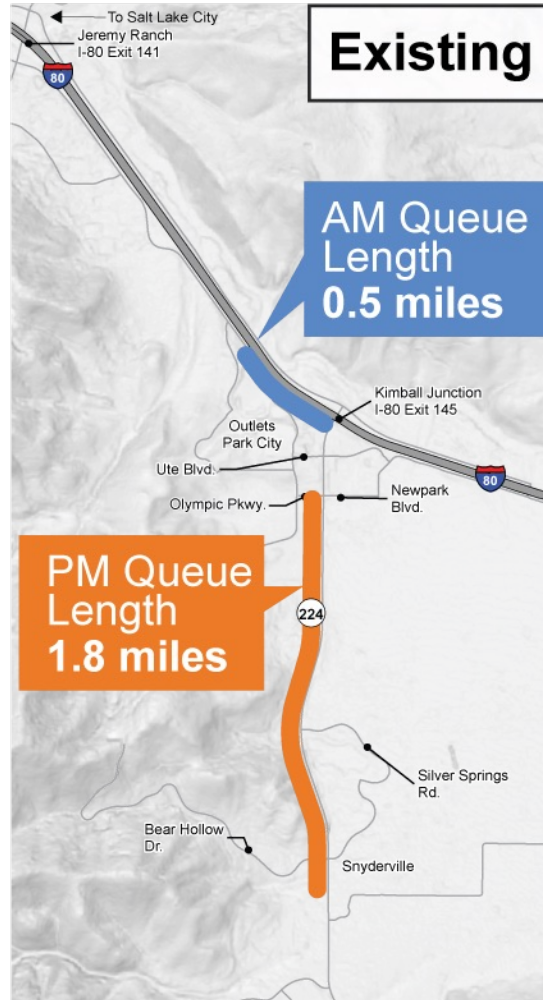 To Salt Lake City
Jeremy Ranch
I-80 Exit 141
Existing
80
AM Queue
Length
0.5 miles
Kimball Junction
I-80 Exit 145
Outlets
Park City
Ute Blvd.
80
Olympic Pkwy.
Newpark
Blvd.
PM Queue
Length
1.8 miles
224
Silver Springs
Rd.
Bear Hollow
Dr.
Snyderville